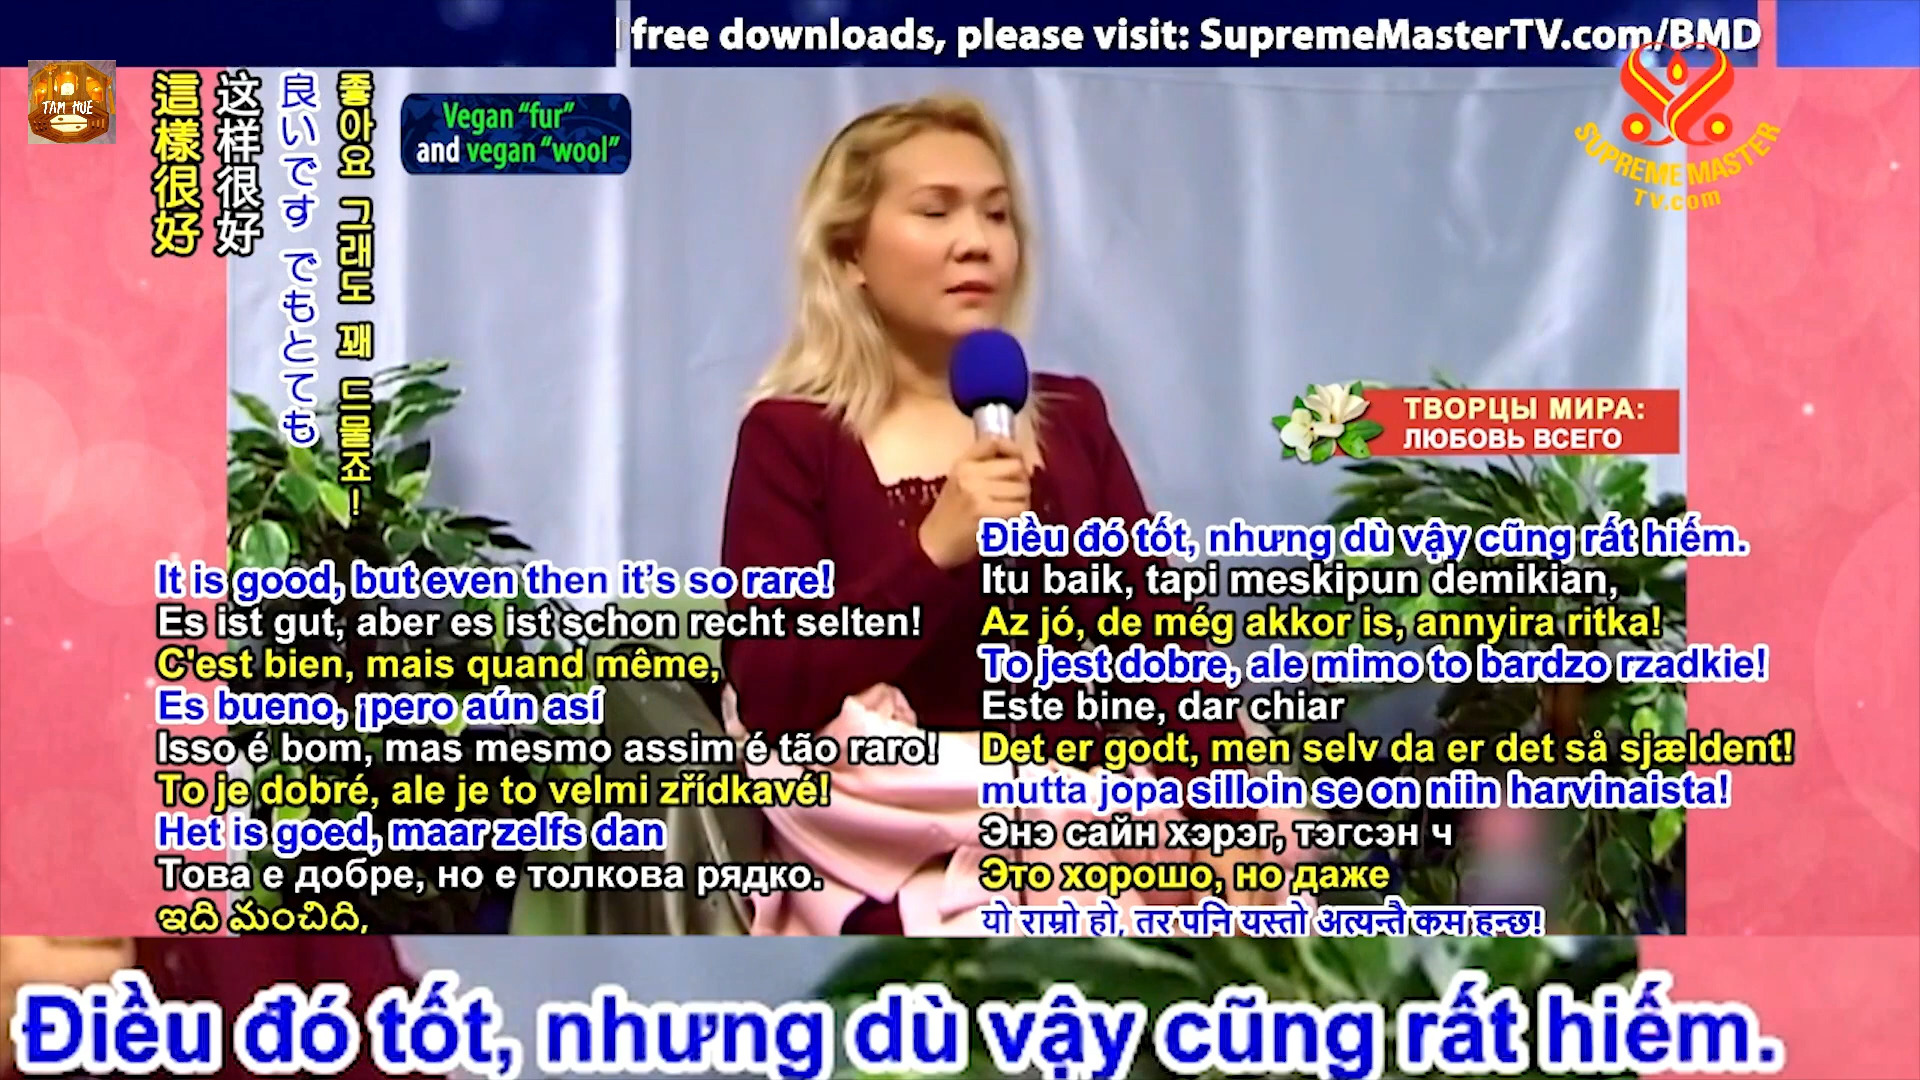 free downloads, please visit: SupremeMasterTV.com/BMD
TAM HUE
這樣很好
这样很好
良いです でもとても
좋아요 그래도 꽤 드물죠!
Vegan “fur”
and vegan “wool”
SUPREME MASTER
TV.com
ТВОРЦЫ МИРА:
ЛЮБОВЬ ВСЕГО
It is good, but even then it’s so rare!
Es ist gut, aber es ist schon recht selten!
C'est bien, mais quand même,
Es bueno, ¡pero aún así
Isso é bom, mas mesmo assim é tão raro!
To je dobré, ale je to velmi zřídkavé!
Het is goed, maar zelfs dan
Това е добре, но е толкова рядко.
ఇది మంచిది,
Điều đó tốt, nhưng dù vậy cũng rất hiếm.
Itu baik, tapi meskipun demikian,
Az jó, de még akkor is, annyira ritka!
To jest dobre, ale mimo to bardzo rzadkie!
Este bine, dar chiar
Det er godt, men selv da er det så sjældent!
mutta jopa silloin se on niin harvinaista!
Энэ сайн хэрэг, тэгсэн ч
Это хорошо, но даже
यो राम्रो हो, तर पनि यस्तो अत्यन्तै कम हुन्छ!
Điều đó tốt, nhưng dù vậy cũng rất hiếm.